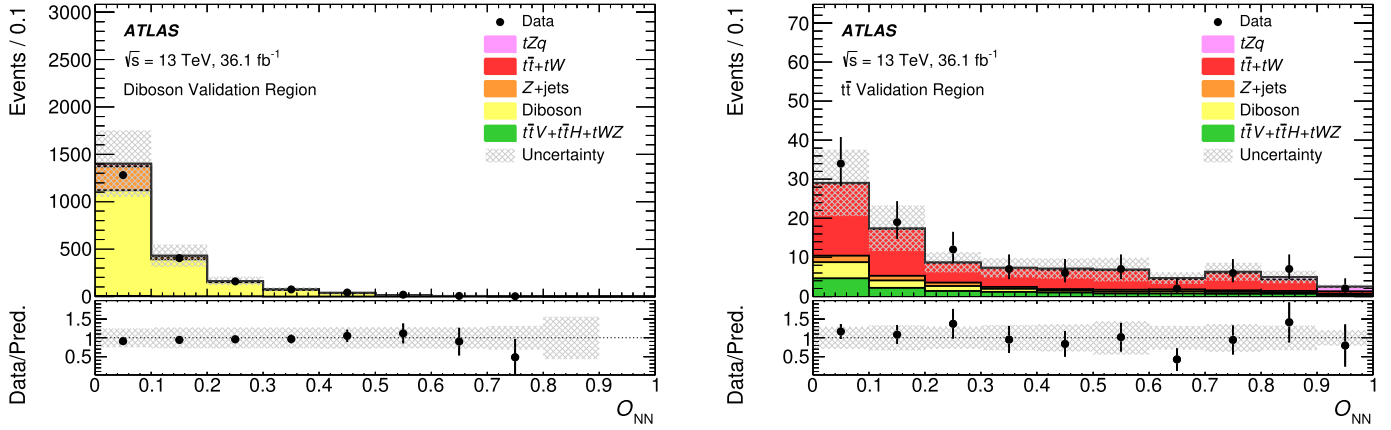 Events / 0.1
3000
2500
2000
1500
1000
500
0
ATLAS
√s = 13 TeV, 36.1 fb⁻¹
Diboson Validation Region
Data
tZq
tt̄+tW
Z+jets
Diboson
tt̄V+tt̄H+tWZ
Uncertainty
Data/Pred.
1.5
1
0.5
0 0.1 0.2 0.3 0.4 0.5 0.6 0.7 0.8 0.9 1
O_NN
Events / 0.1
70
60
50
40
30
20
10
0
ATLAS
√s = 13 TeV, 36.1 fb⁻¹
tt̄ Validation Region
Data
tZq
tt̄+tW
Z+jets
Diboson
tt̄V+tt̄H+tWZ
Uncertainty
Data/Pred.
1.5
1
0.5
0 0.1 0.2 0.3 0.4 0.5 0.6 0.7 0.8 0.9 1
O_NN